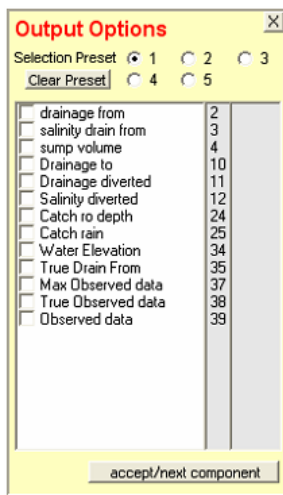 Output Options
Selection Preset 1 2 3
Clear Preset 4 5
drainage from 2
salinity drain from 3
sump volume 4
Drainage to 10
Drainage diverted 11
Salinity diverted 12
Catch ro depth 24
Catch rain 25
Water Elevation 34
True Drain From 35
Max Observed data 37
True Observed data 38
Observed data 39
accept/next component